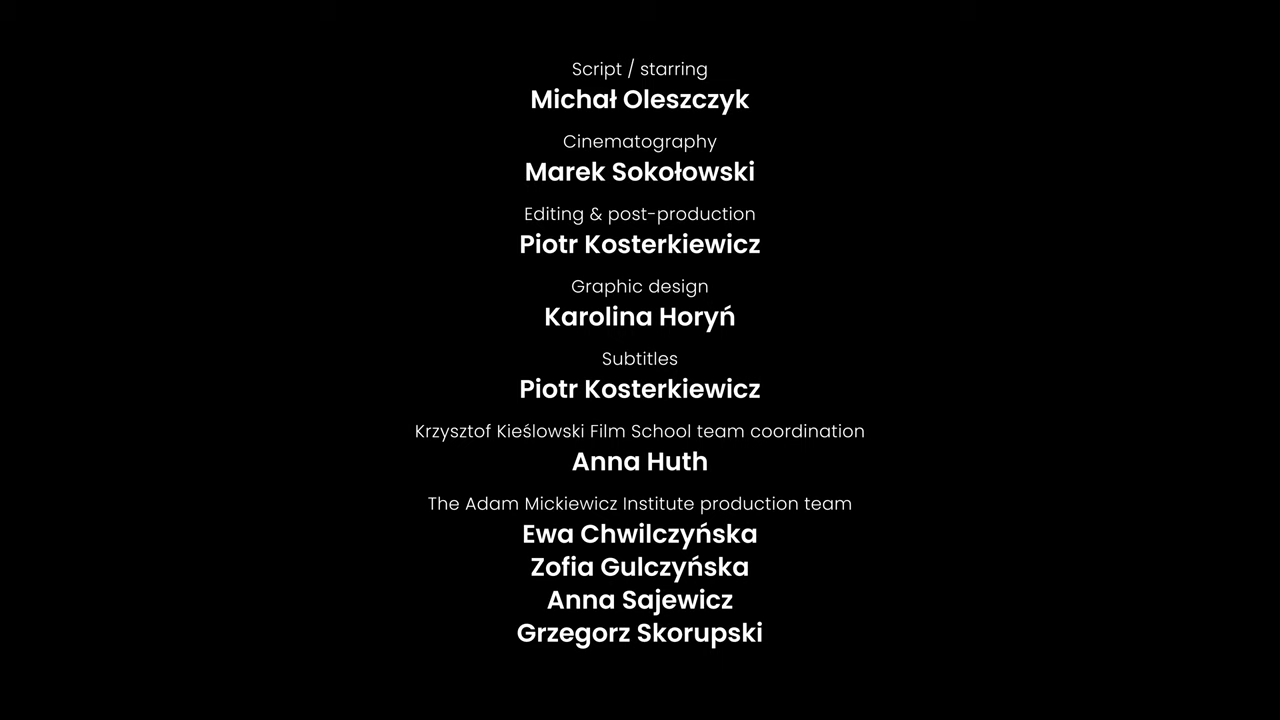 Script / starring
Michał Oleszczyk
Cinematography
Marek Sokołowski
Editing & post-production
Piotr Kosterkiewicz
Graphic design
Karolina Horyń
Subtitles
Piotr Kosterkiewicz
Krzysztof Kieślowski Film School team coordination
Anna Huth
The Adam Mickiewicz Institute production team
Ewa Chwilczyńska
Zofia Gulczyńska
Anna Sajewicz
Grzegorz Skorupski